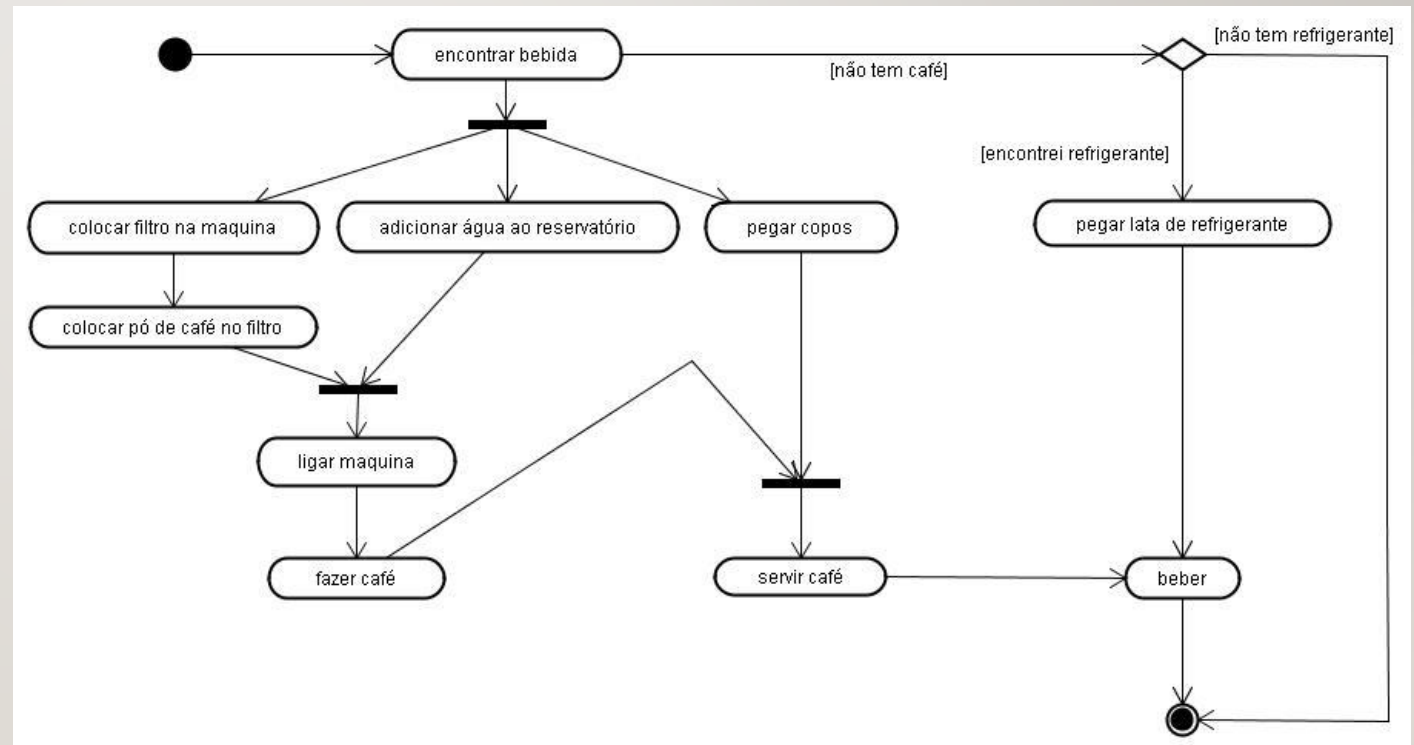 encontrar bebida
[não tem café]
[não tem refrigerante]
[encontrei refrigerante]
colocar filtro na maquina
adicionar água ao reservatório
pegar copos
pegar lata de refrigerante
colocar pó de café no filtro
ligar maquina
fazer café
servir café
beber